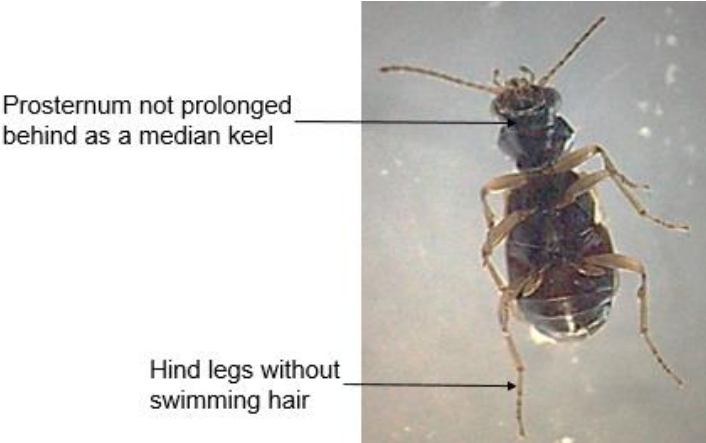 Prosternum not prolonged
behind as a median keel
Hind legs without
swimming hair